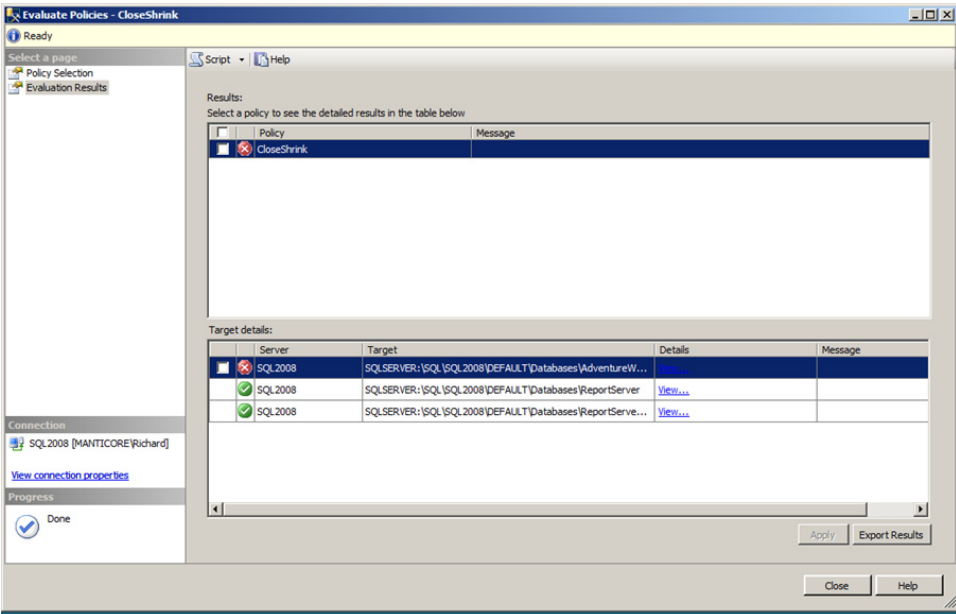 Evaluate Policies - CloseShrink
Ready
Select a page
Policy Selection
Evaluation Results
Script Help
Results:
Select a policy to see the detailed results in the table below
Policy Message
CloseShrink
Target details:
Server Target Details Message
SQL2008 SQLSERVER:\SQL\SQL2008\DEFAULT\Databases\AdventureW... View...
SQL2008 SQLSERVER:\SQL\SQL2008\DEFAULT\Databases\ReportServer View...
SQL2008 SQLSERVER:\SQL\SQL2008\DEFAULT\Databases\ReportServe... View...
Connection
SQL2008 [MANTICORE\Richard]
View connection properties
Progress
Done
Apply Export Results
Close Help